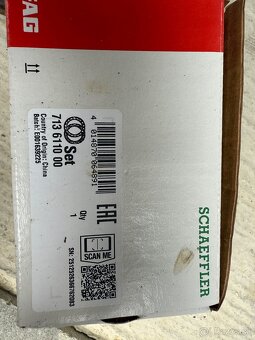 FAG
Set
713 6110 00
Country of Origin: China
Batch: E001639225
4 014870 064891
Qty
1
EAC
SCAN ME
SCHAEFFLER